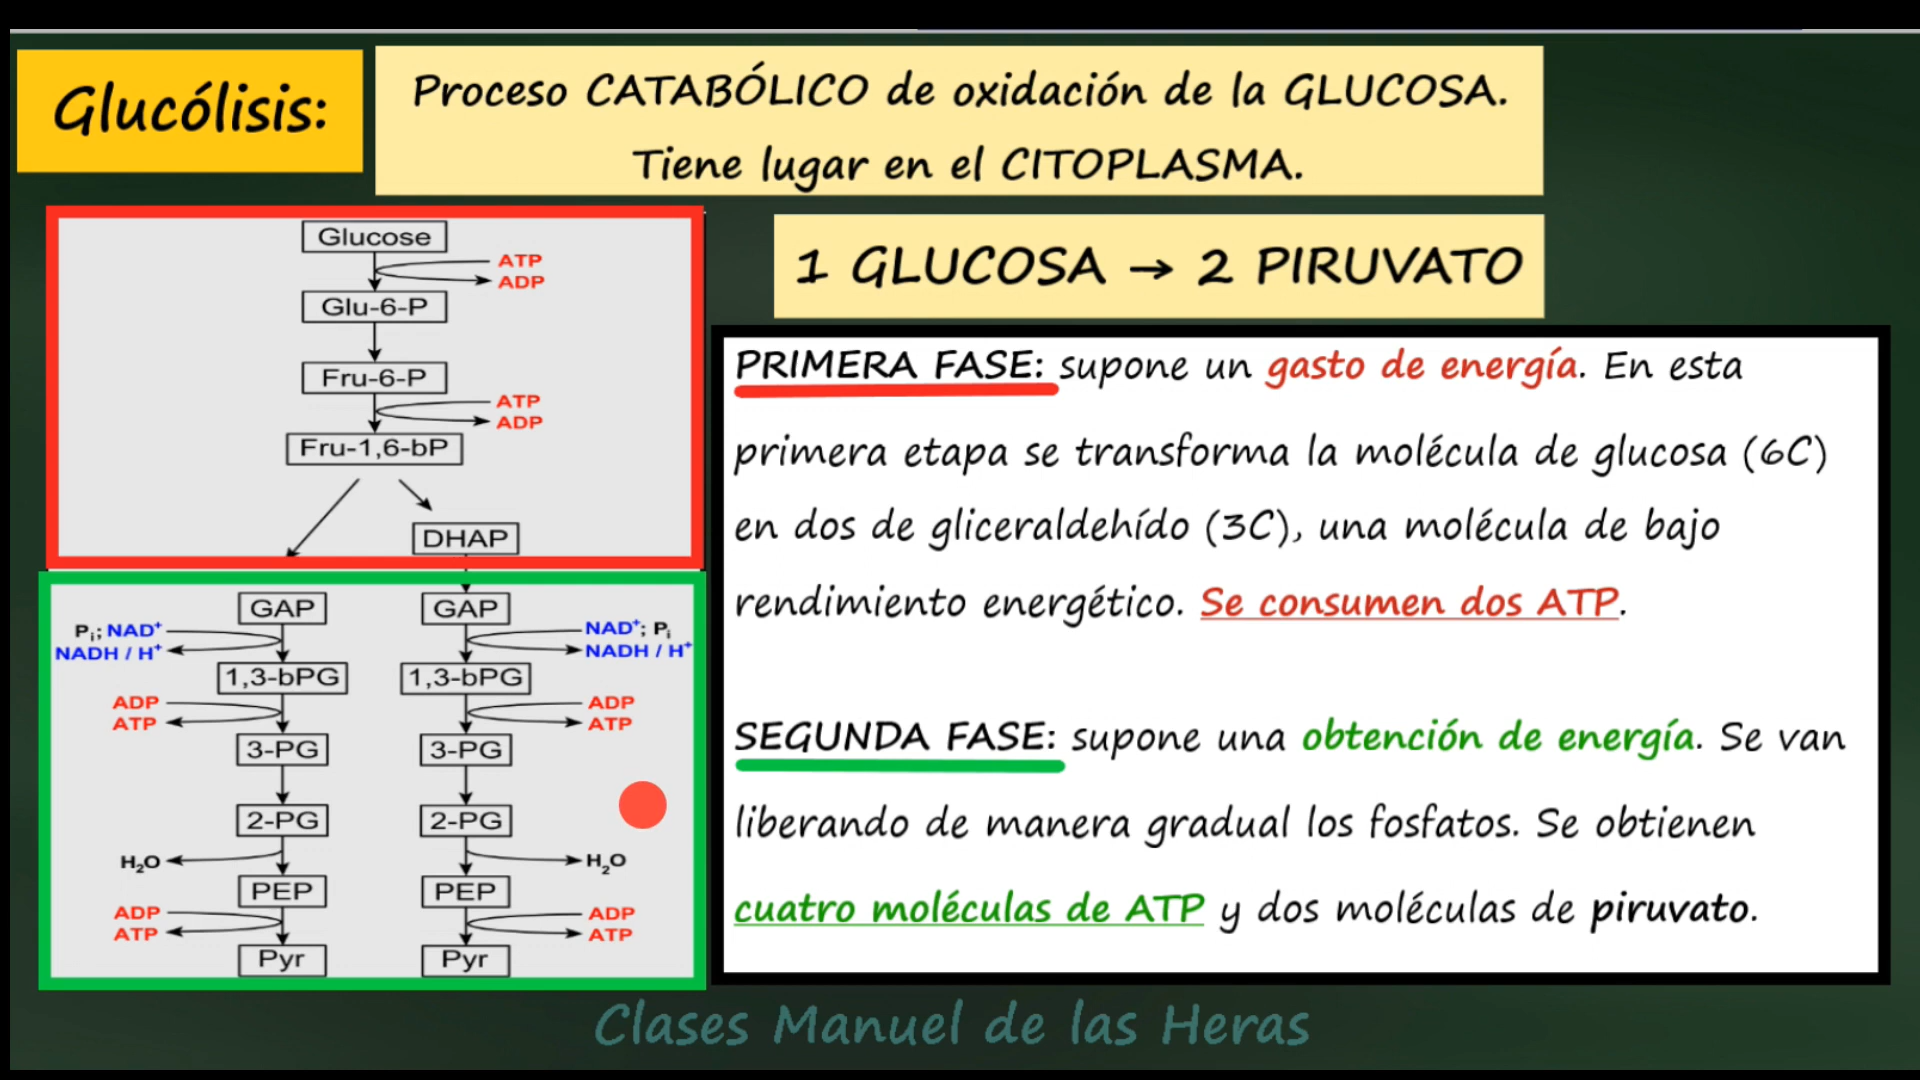 Glucólisis:
Proceso CATABÓLICO de oxidación de la GLUCOSA.
Tiene lugar en el CITOPLASMA.
1 GLUCOSA → 2 PIRUVATO
Glucose
ATP
ADP
Glu-6-P
Fru-6-P
ATP
ADP
Fru-1,6-bP
DHAP
GAP
GAP
Pi; NAD⁺
NADH / H⁺
NAD⁺; Pi
NADH / H⁺
1,3-bPG
1,3-bPG
ADP
ATP
ADP
ATP
3-PG
3-PG
2-PG
2-PG
H₂O
H₂O
PEP
PEP
ADP
ATP
ADP
ATP
Pyr
Pyr
PRIMERA FASE: supone un gasto de energía. En esta
primera etapa se transforma la molécula de glucosa (6C)
en dos de gliceraldehído (3C), una molécula de bajo
rendimiento energético. Se consumen dos ATP.
SEGUNDA FASE: supone una obtención de energía. Se van
liberando de manera gradual los fosfatos. Se obtienen
cuatro moléculas de ATP y dos moléculas de piruvato.
Clases Manuel de las Heras